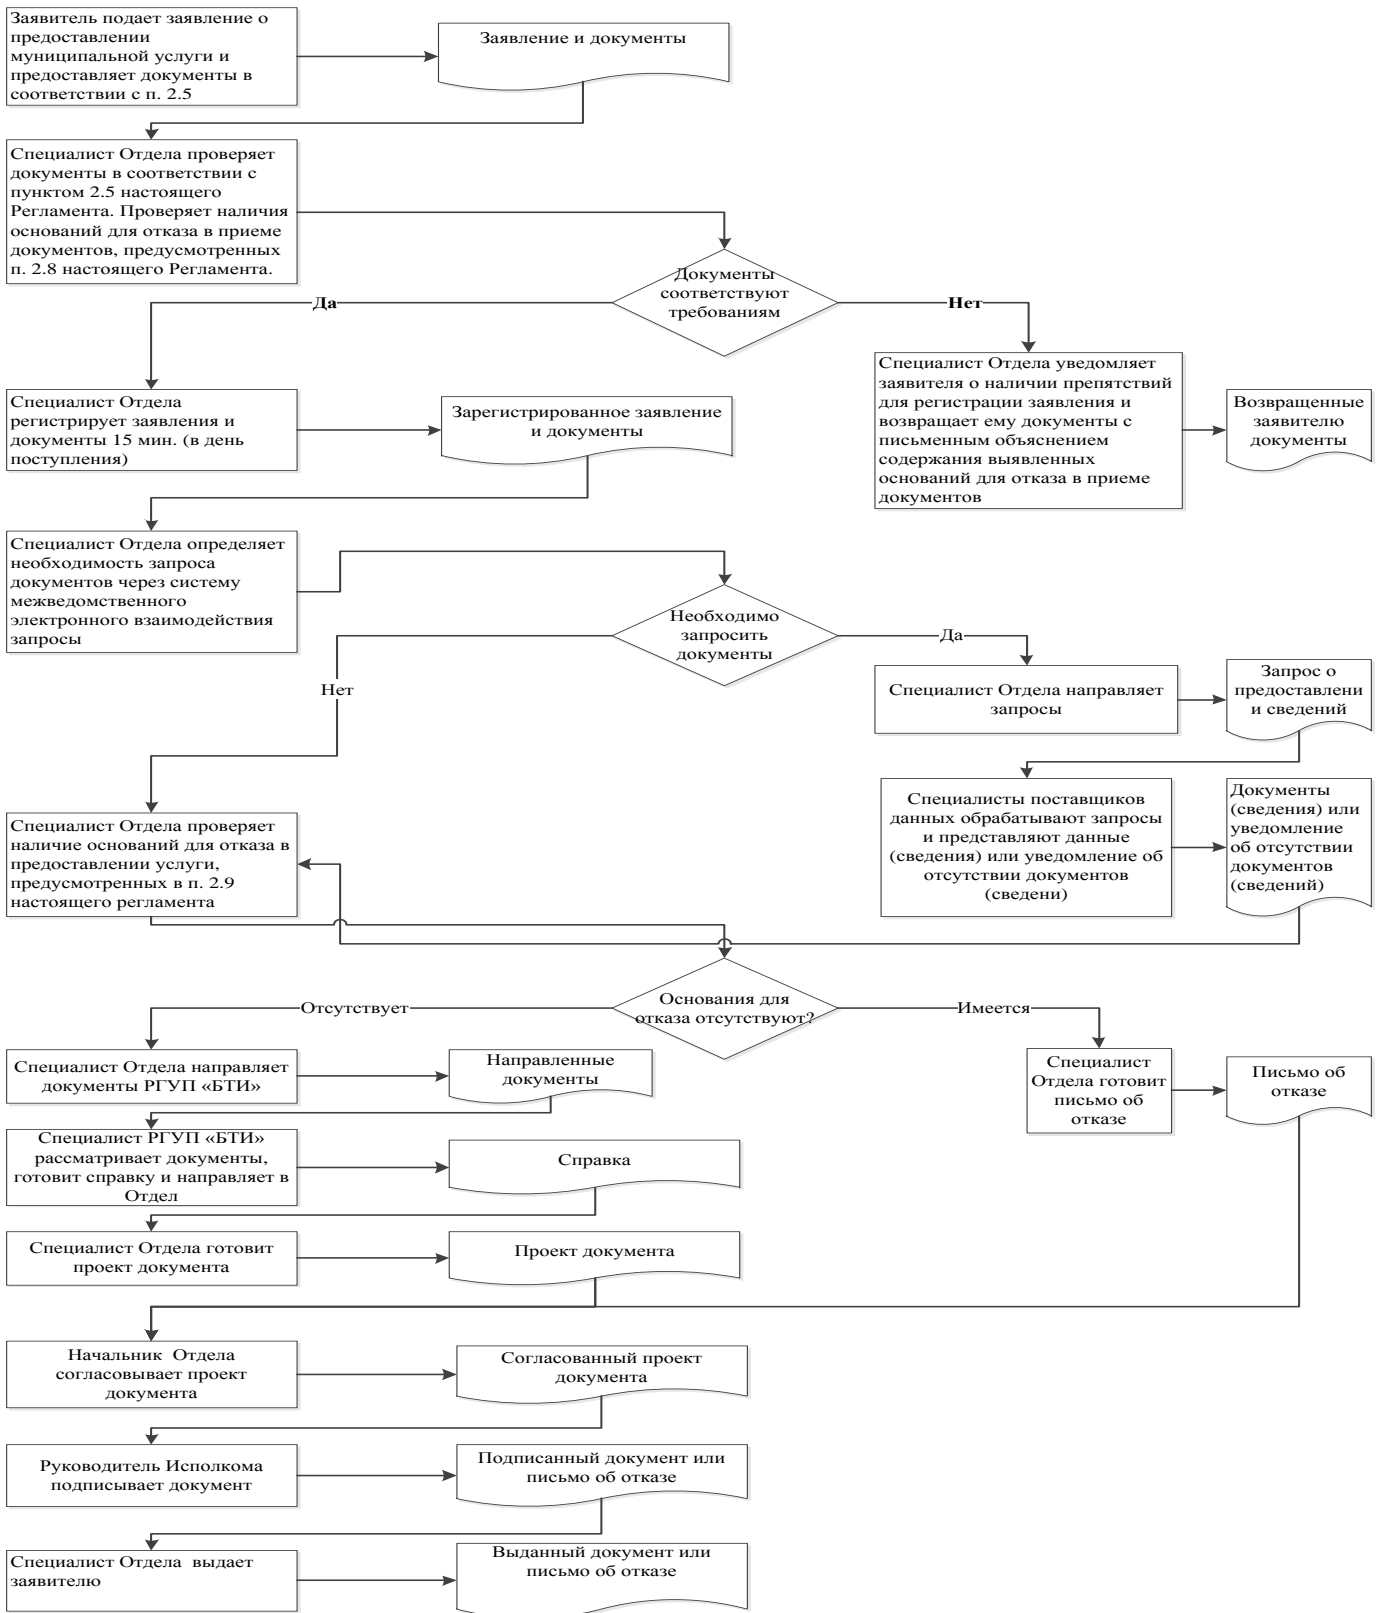 Заявитель подает заявление о
предоставлении
муниципальной услуги и
предоставляет документы в
соответствии с п. 2.5
Заявление и документы
Специалист Отдела проверяет
документы в соответствии с
пунктом 2.5 настоящего
Регламента. Проверяет наличия
оснований для отказа в приеме
документов, предусмотренных
п. 2.8 настоящего Регламента.
Документы
соответствуют
требованиям
Да
Нет
Специалист Отдела
регистрирует заявления и
документы 15 мин. (в день
поступления)
Зарегистрированное заявление
и документы
Специалист Отдела уведомляет
заявителя о наличии препятствий
для регистрации заявления и
возвращает ему документы с
письменным объяснением
содержания выявленных
оснований для отказа в приеме
документов
Возвращенные
заявителю
документы
Специалист Отдела определяет
необходимость запроса
документов через систему
межведомственного
электронного взаимодействия
запросы
Необходимо
запросить
документы
Да
Нет
Специалист Отдела направляет
запросы
Запрос о
предоставлени
и сведений
Специалисты поставщиков
данных обрабатывают запросы
и представляют данные
(сведения) или уведомление об
отсутствии документов
(сведени)
Документы
(сведения) или
уведомление
об отсутствии
документов
(сведений)
Специалист Отдела проверяет
наличие оснований для отказа в
предоставлении услуги,
предусмотренных в п. 2.9
настоящего регламента
Основания для
отказа отсутствуют?
Отсутствует
Имеется
Специалист Отдела направляет
документы РГУП «БТИ»
Направленные
документы
Специалист
Отдела готовит
письмо об
отказе
Письмо об
отказе
Специалист РГУП «БТИ»
рассматривает документы,
готовит справку и направляет в
Отдел
Справка
Специалист Отдела готовит
проект документа
Проект документа
Начальник  Отдела
согласовывает проект
документа
Согласованный проект
документа
Руководитель Исполкома
подписывает документ
Подписанный документ или
письмо об отказе
Специалист Отдела  выдает
заявителю
Выданный документ или
письмо об отказе